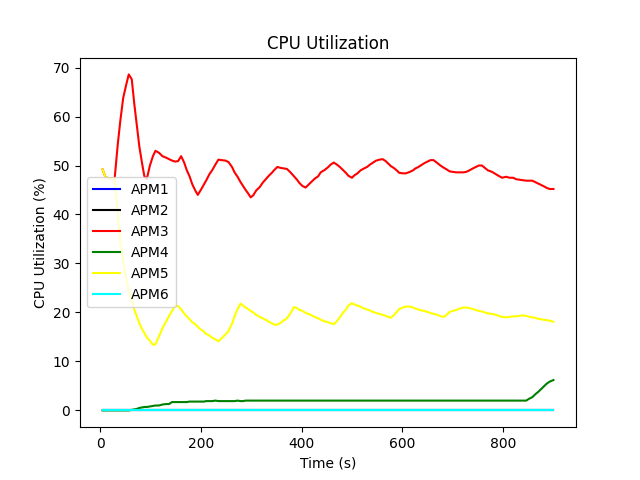 CPU Utilization
CPU Utilization (%)
70
60
50
40
30
20
10
0
APM1
APM2
APM3
APM4
APM5
APM6
0 200 400 600 800
Time (s)